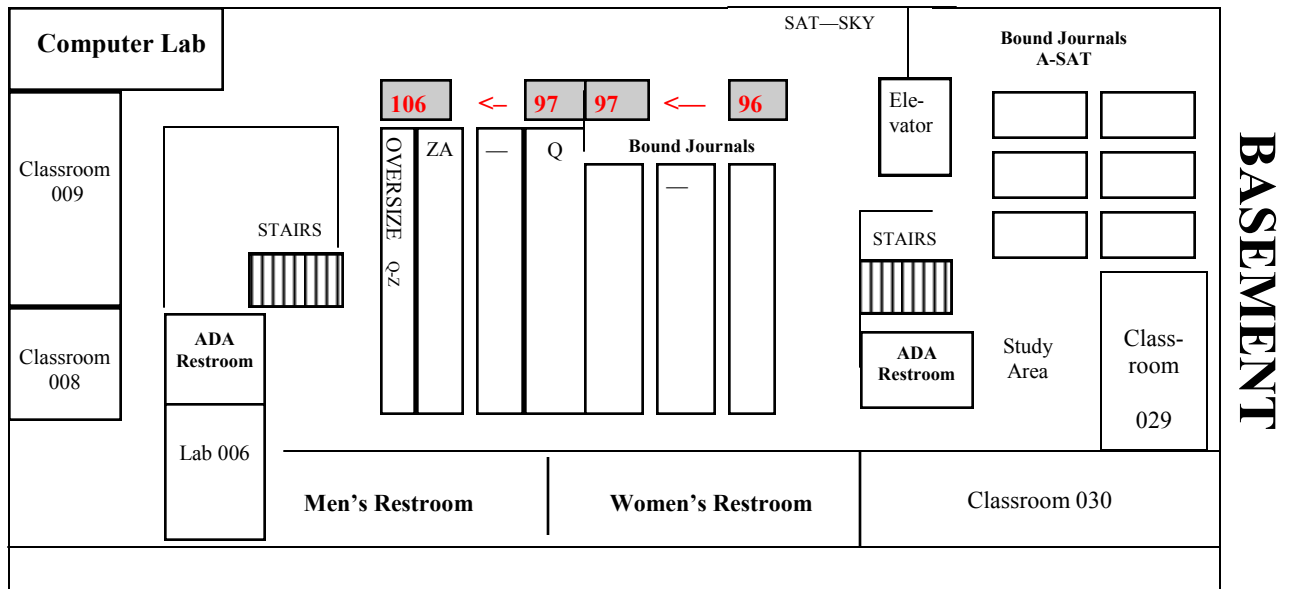 SAT—SKY
Computer Lab
Bound Journals
A-SAT
106
<–
97
97
<—
96
Ele-
vator
Classroom
009
OVERSIZE Q-Z
ZA
—
Q
Bound Journals
—
STAIRS
STAIRS
BASEMENT
Classroom
008
ADA
Restroom
ADA
Restroom
Study
Area
Class-
room
029
Lab 006
Men’s Restroom
Women’s Restroom
Classroom 030